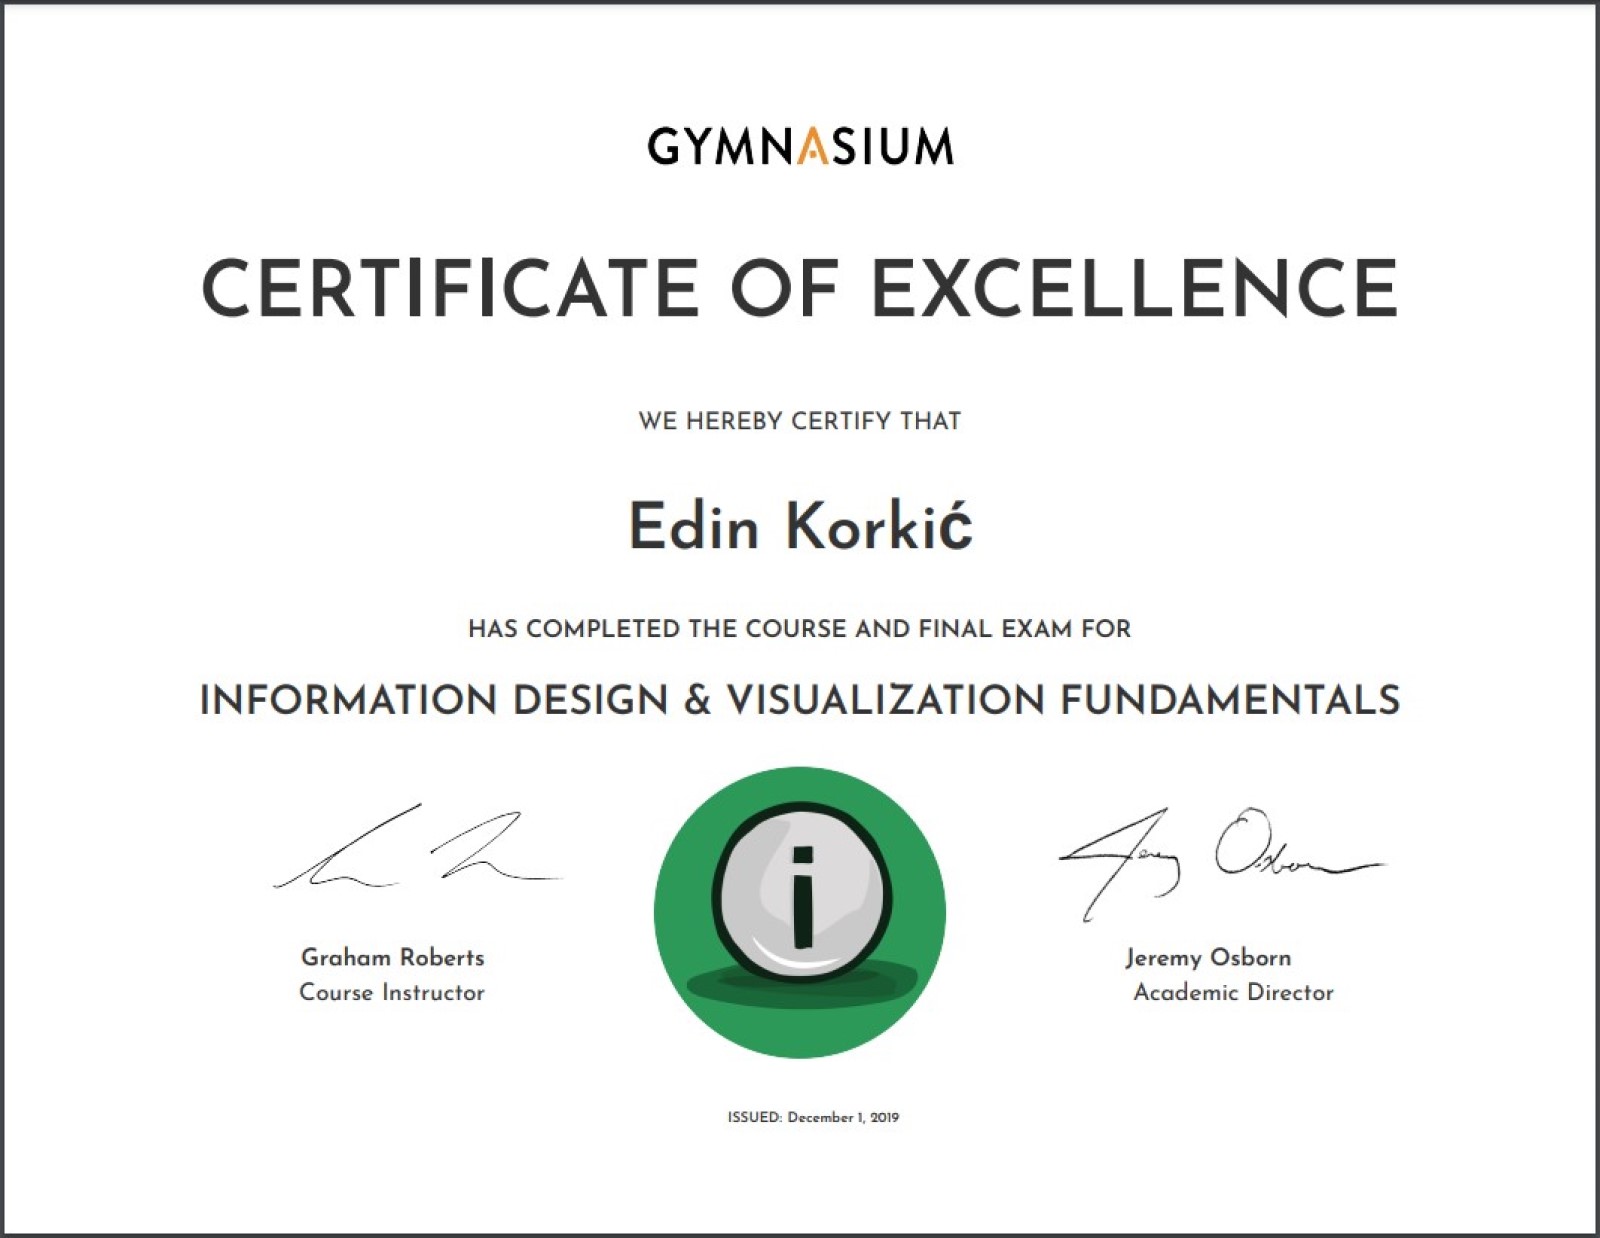 GYMNASIUM
CERTIFICATE OF EXCELLENCE
WE HEREBY CERTIFY THAT
Edin Korkić
HAS COMPLETED THE COURSE AND FINAL EXAM FOR
INFORMATION DESIGN & VISUALIZATION FUNDAMENTALS
i
Jeremy Osborn
Graham Roberts
Course Instructor
Jeremy Osborn
Academic Director
ISSUED: December 1, 2019